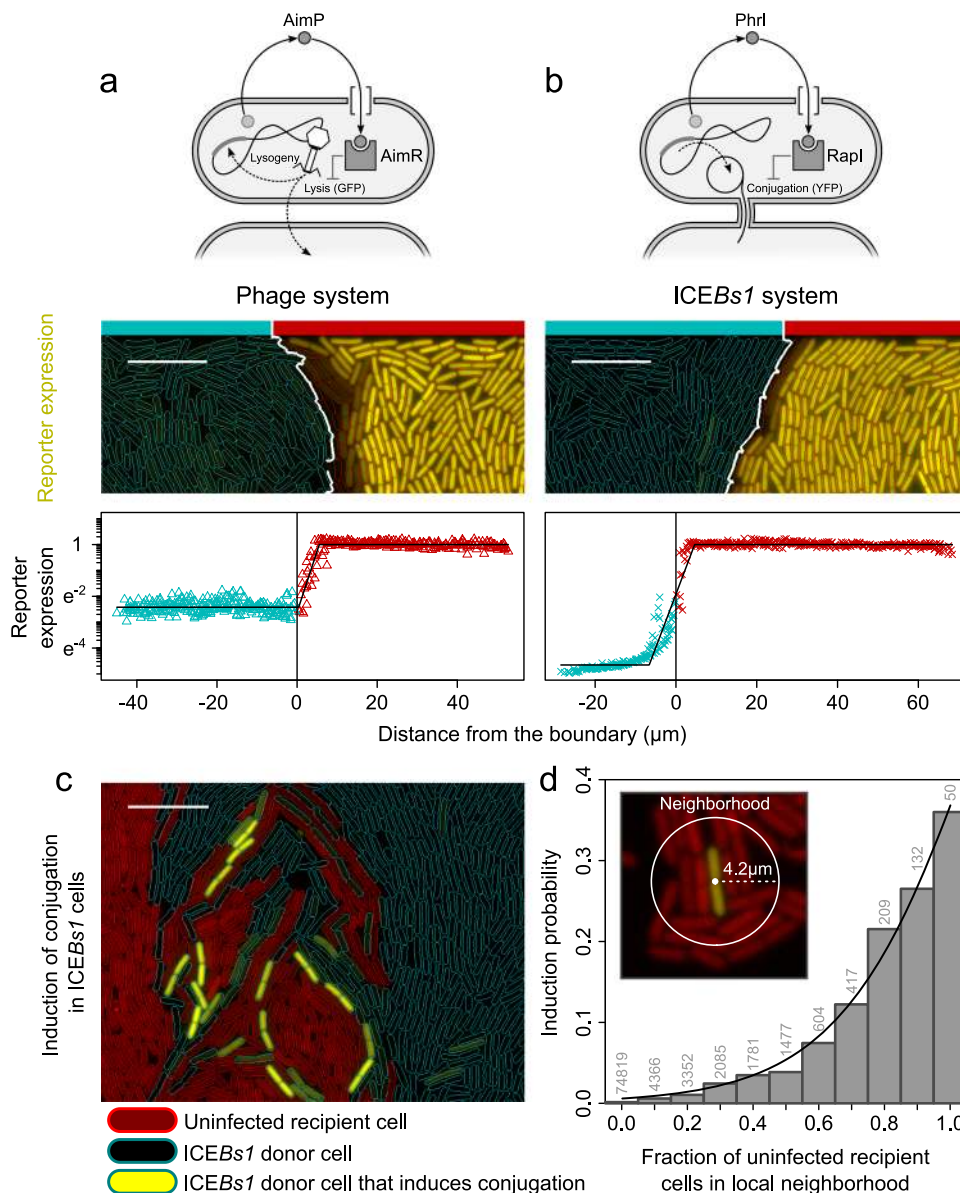 a
AimP
Lysogeny
AimR
Lysis (GFP)
b
PhrI
RapI
Conjugation (YFP)
Phage system
ICEBs1 system
Reporter expression
Reporter
expression
1
e-2
e-4
-40
-20
0
20
40
-20
0
20
40
60
Distance from the boundary (µm)
c
Induction of conjugation
in ICEBs1 cells
Uninfected recipient cell
ICEBs1 donor cell
ICEBs1 donor cell that induces conjugation
d
Induction probability
0.4
0.3
0.2
0.1
0.0
Neighborhood
4.2µm
74819
4366
3352
2085
1781
1477
604
417
209
132
50
0.0
0.2
0.4
0.6
0.8
1.0
Fraction of uninfected recipient
cells in local neighborhood